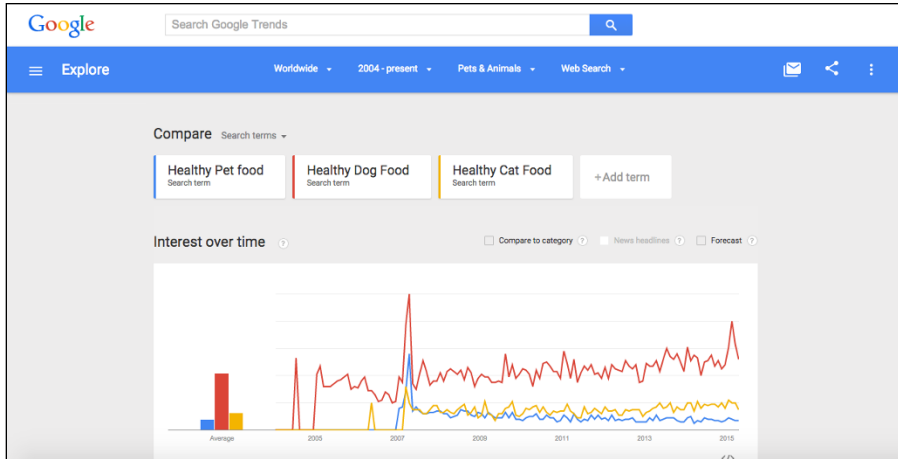 Google
Search Google Trends
Explore
Worldwide
2004 - present
Pets & Animals
Web Search
Compare Search terms
Healthy Pet food
Search term
Healthy Dog Food
Search term
Healthy Cat Food
Search term
+Add term
Interest over time ?
Compare to category ?
News headlines ?
Forecast ?
Average
2005
2007
2009
2011
2013
2015